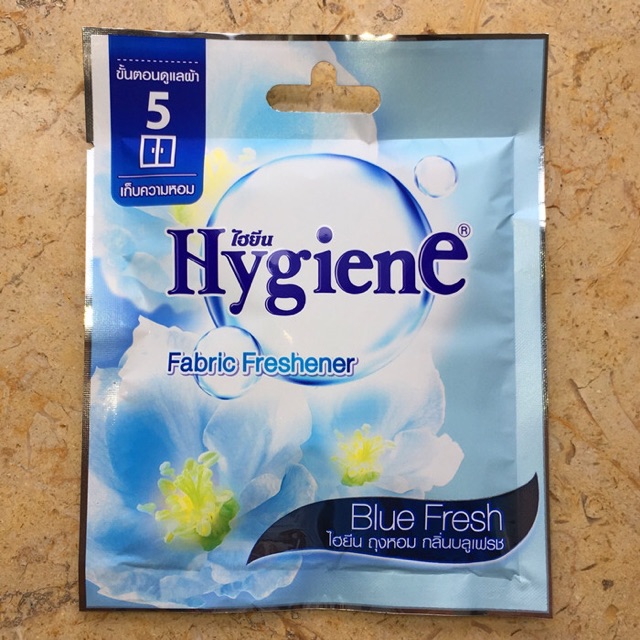 ขั้นตอนดูแลผ้า
5
เก็บความหอม
ไฮยีน
Hygiene®
Fabric Freshener
Blue Fresh
ไฮยีน ถุงหอม กลิ่นบลูเฟรช